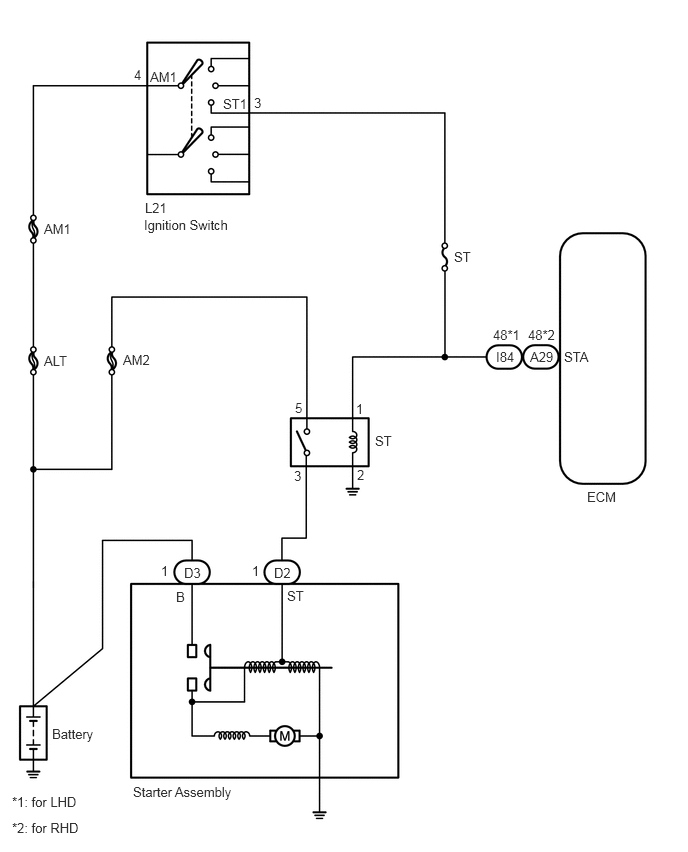 4
AM1
ST1
3
L21
Ignition Switch
AM1
ST
48*1
48*2
I84
A29
STA
ALT
AM2
5
1
ST
3
2
ECM
1
D3
1
D2
B
ST
M
Battery
Starter Assembly
*1: for LHD
*2: for RHD